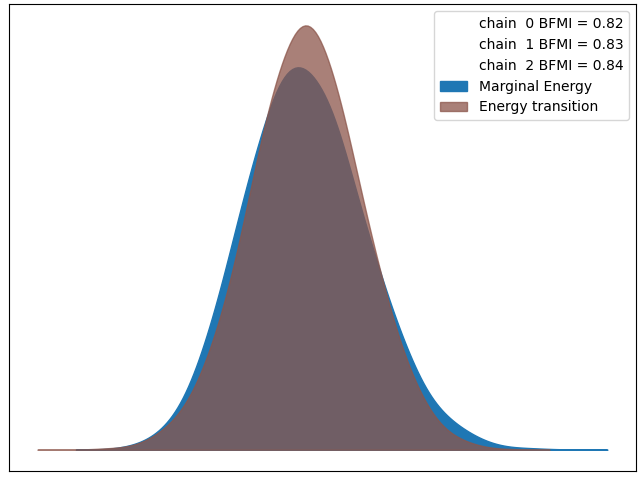 chain  0 BFMI = 0.82
chain  1 BFMI = 0.83
chain  2 BFMI = 0.84
Marginal Energy
Energy transition